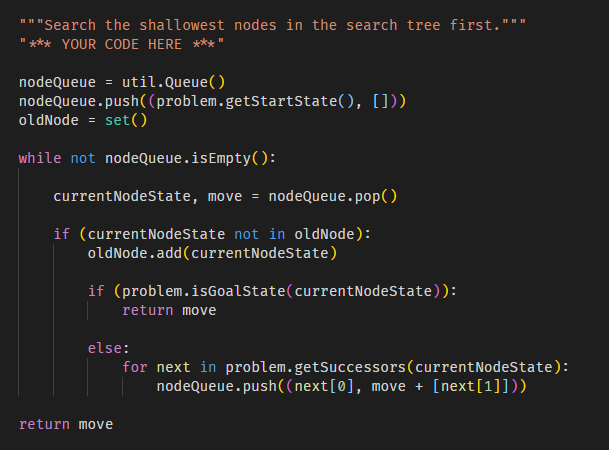 """Search the shallowest nodes in the search tree first."""
"*** YOUR CODE HERE ***"

nodeQueue = util.Queue()
nodeQueue.push((problem.getStartState(), []))
oldNode = set()

while not nodeQueue.isEmpty():

    currentNodeState, move = nodeQueue.pop()

    if (currentNodeState not in oldNode):
        oldNode.add(currentNodeState)

        if (problem.isGoalState(currentNodeState)):
            return move

        else:
            for next in problem.getSuccessors(currentNodeState):
                nodeQueue.push((next[0], move + [next[1]]))

return move